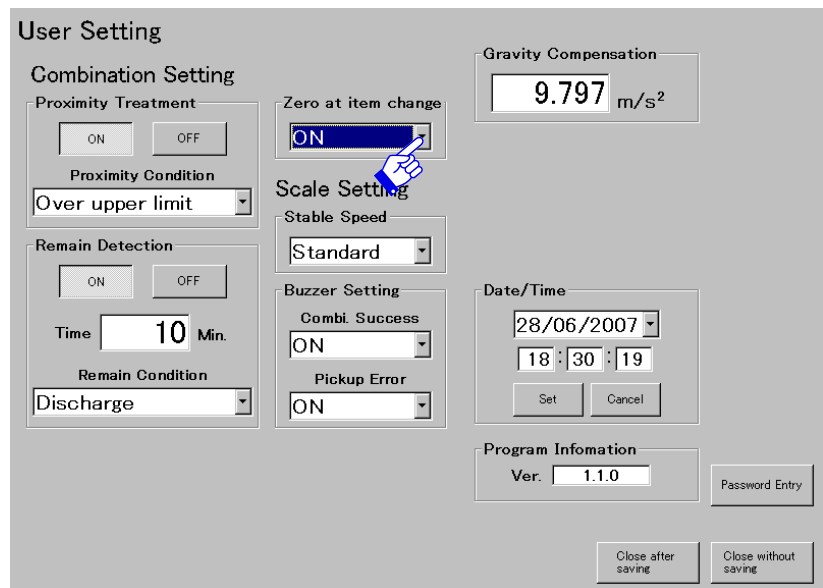 User Setting
Combination Setting
Proximity Treatment
ON OFF
Proximity Condition
Over upper limit
Remain Detection
ON OFF
Time 10 Min.
Remain Condition
Discharge
Zero at item change
ON
Scale Setting
Stable Speed
Standard
Buzzer Setting
Combi. Success
ON
Pickup Error
ON
Gravity Compensation
9.797 m/s²
Date/Time
28/06/2007
18 : 30 : 19
Set Cancel
Program Infomation
Ver. 1.1.0
Password Entry
Close after
saving
Close without
saving